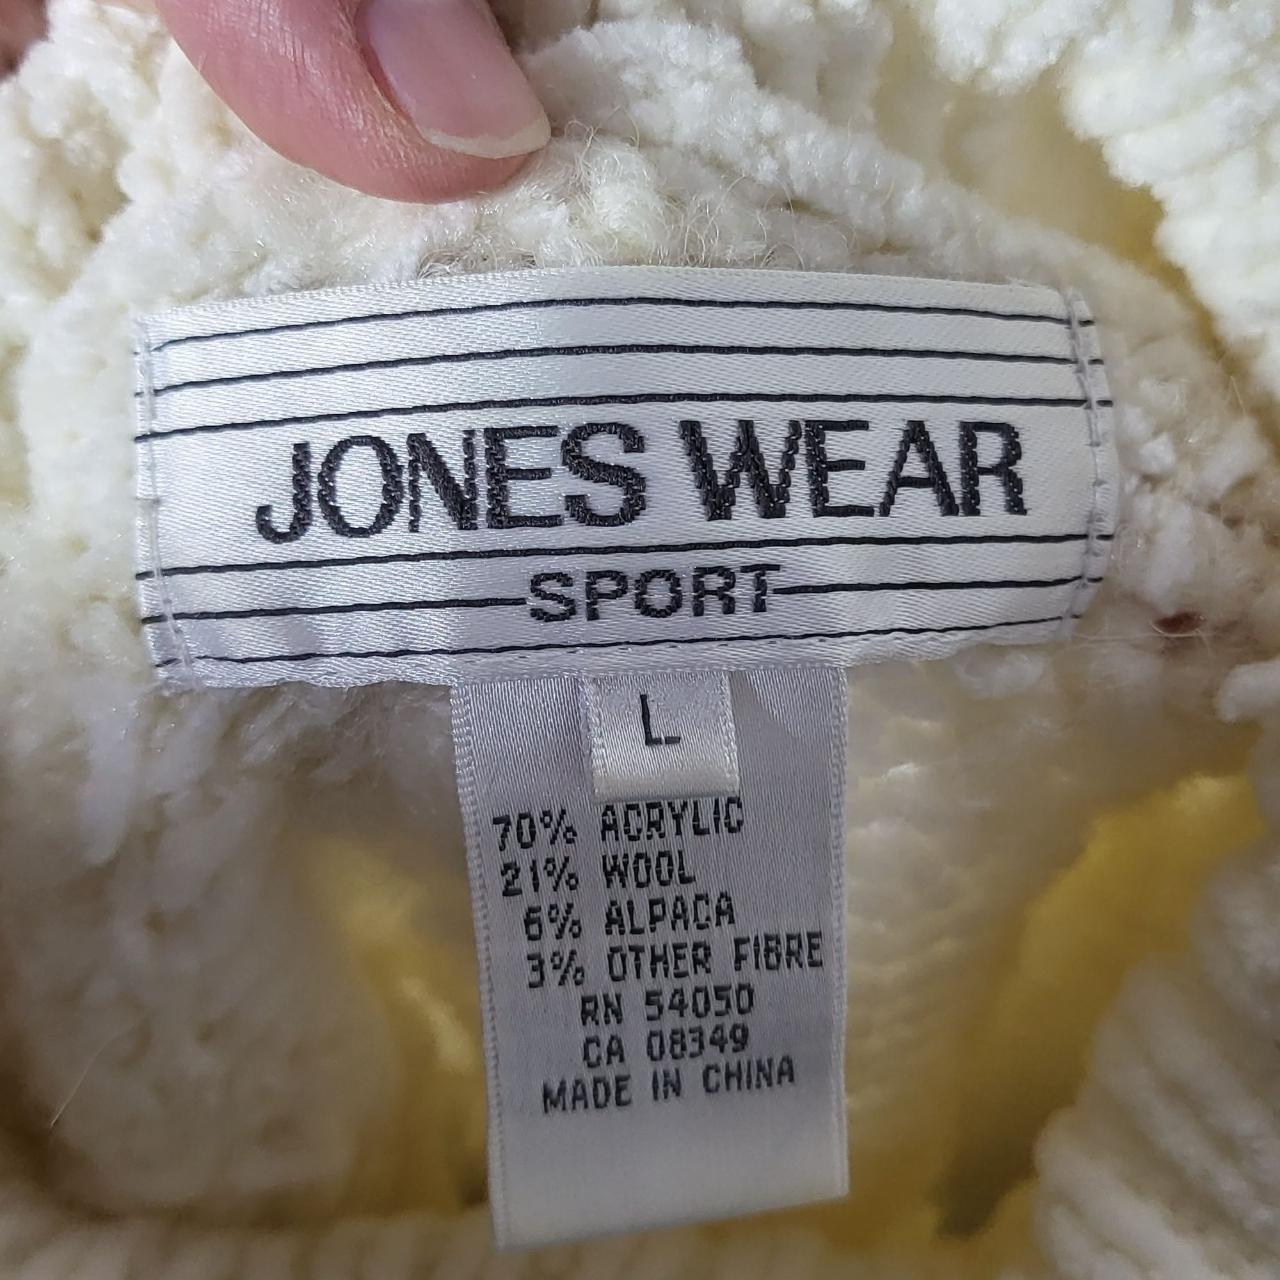 JONES WEAR
SPORT
L
70% ACRYLIC
21% WOOL
6% ALPACA
3% OTHER FIBRE
RN 54050
CA 08349
MADE IN CHINA